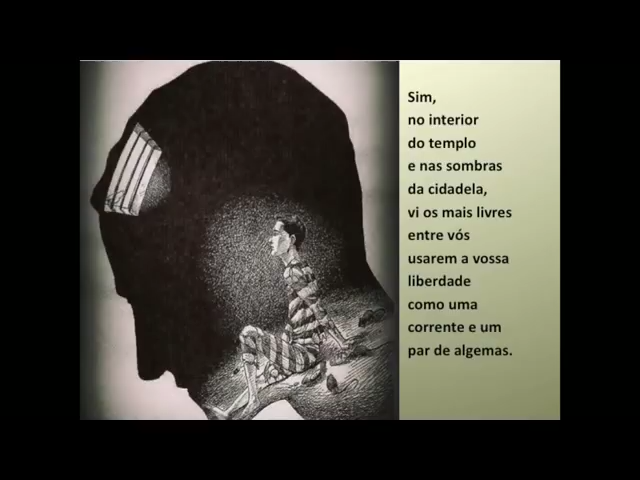 Sim,
no interior
do templo
e nas sombras
da cidadela,
vi os mais livres
entre vós
usarem a vossa
liberdade
como uma
corrente e um
par de algemas.